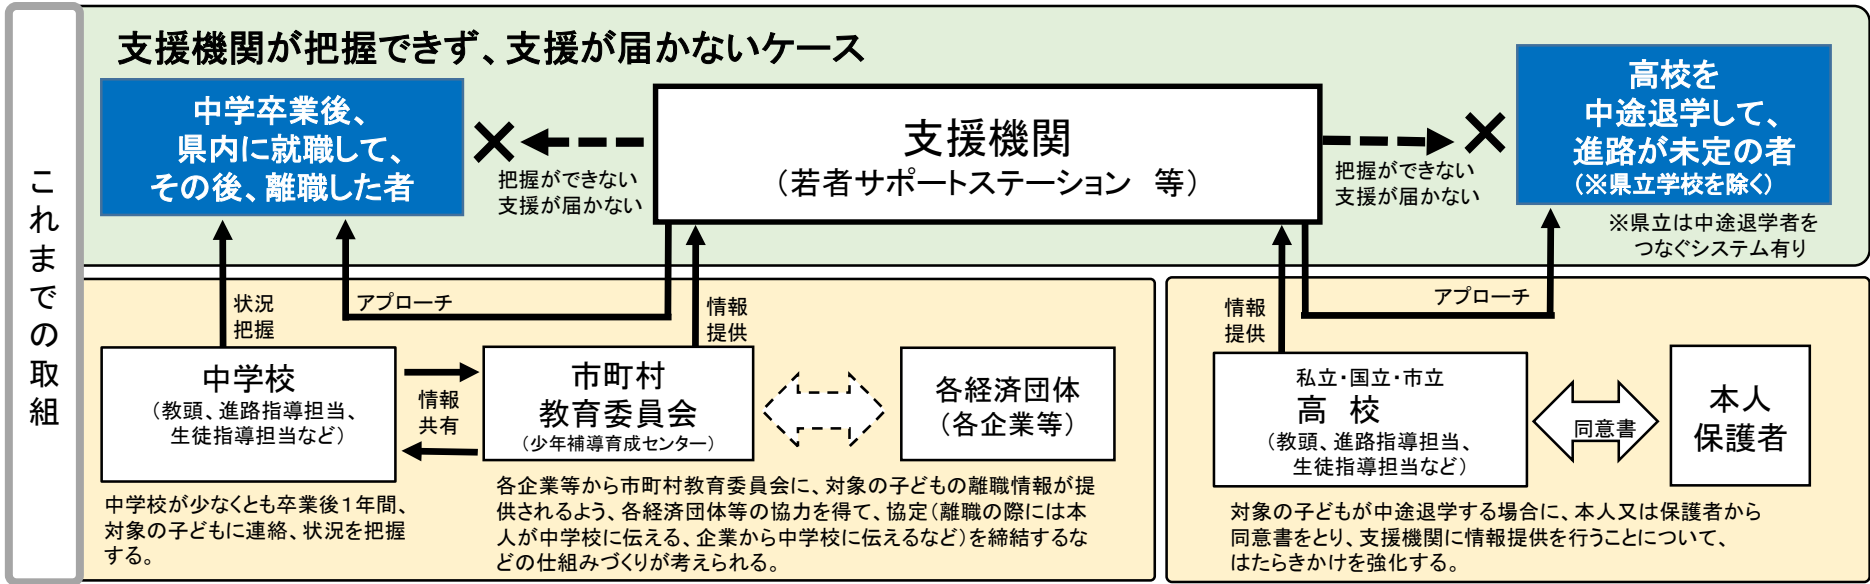 これまでの取組
支援機関が把握できず、支援が届かないケース
中学卒業後、
県内に就職して、
その後、離職した者
把握ができない
支援が届かない
支援機関
（若者サポートステーション　等）
把握ができない
支援が届かない
高校を
中途退学して、
進路が未定の者
（※県立学校を除く）
※県立は中途退学者を
つなぐシステム有り
状況
把握
アプローチ
情報
提供
中学校
（教頭、進路指導担当、
生徒指導担当など）
情報
共有
市町村
教育委員会
（少年補導育成センター）
各経済団体
（各企業等）
中学校が少なくとも卒業後１年間、
対象の子どもに連絡、状況を把握
する。
各企業等から市町村教育委員会に、対象の子どもの離職情報が提
供されるよう、各経済団体等の協力を得て、協定（離職の際には本
人が中学校に伝える、企業から中学校に伝えるなど）を締結するな
どの仕組みづくりが考えられる。
情報
提供
アプローチ
私立・国立・市立
高　校
（教頭、進路指導担当、
生徒指導担当など）
同意書
本人
保護者
対象の子どもが中途退学する場合に、本人又は保護者から
同意書をとり、支援機関に情報提供を行うことについて、
はたらきかけを強化する。